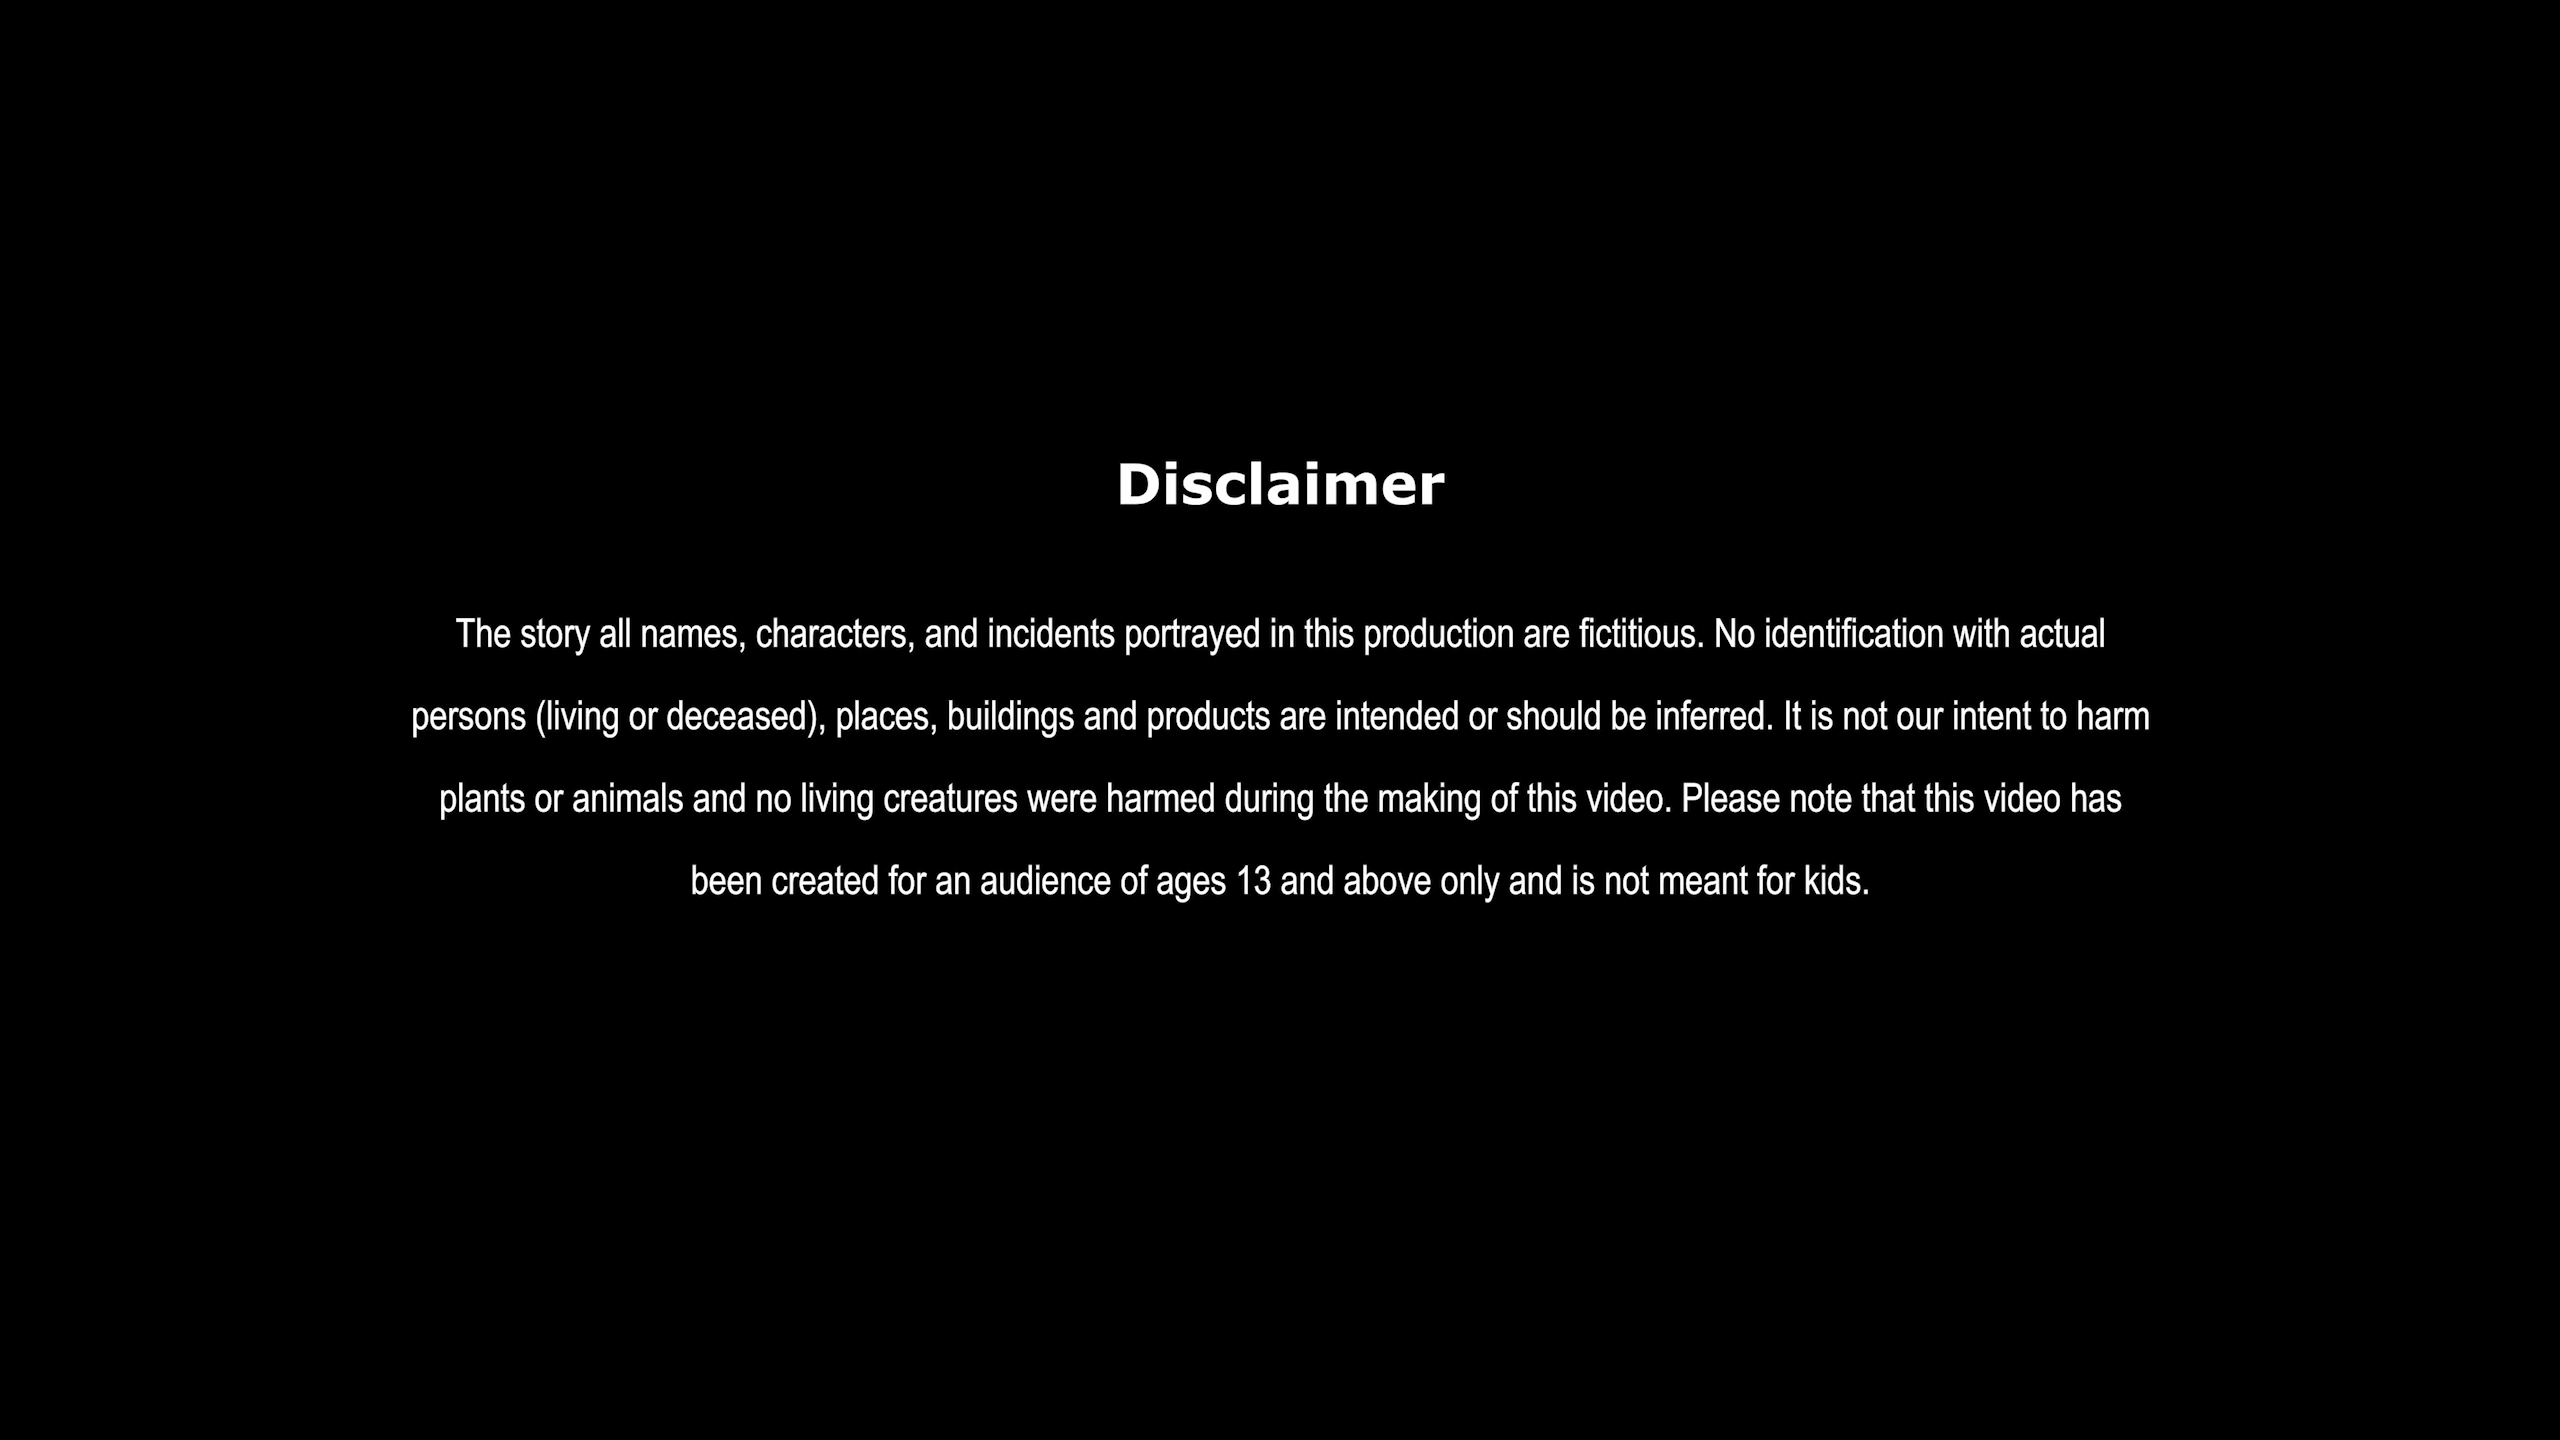 Disclaimer
The story all names, characters, and incidents portrayed in this production are fictitious. No identification with actual
persons (living or deceased), places, buildings and products are intended or should be inferred. It is not our intent to harm
plants or animals and no living creatures were harmed during the making of this video. Please note that this video has
been created for an audience of ages 13 and above only and is not meant for kids.